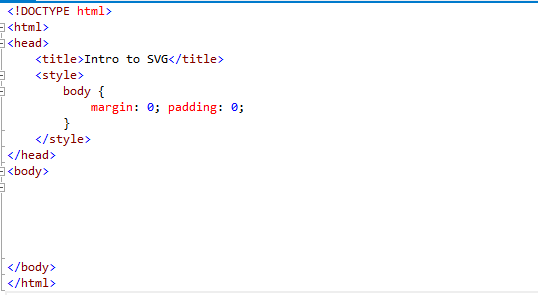 <!DOCTYPE html>
<html>
<head>
    <title>Intro to SVG</title>
    <style>
        body {
            margin: 0; padding: 0;
        }
    </style>
</head>
<body>
</body>
</html>